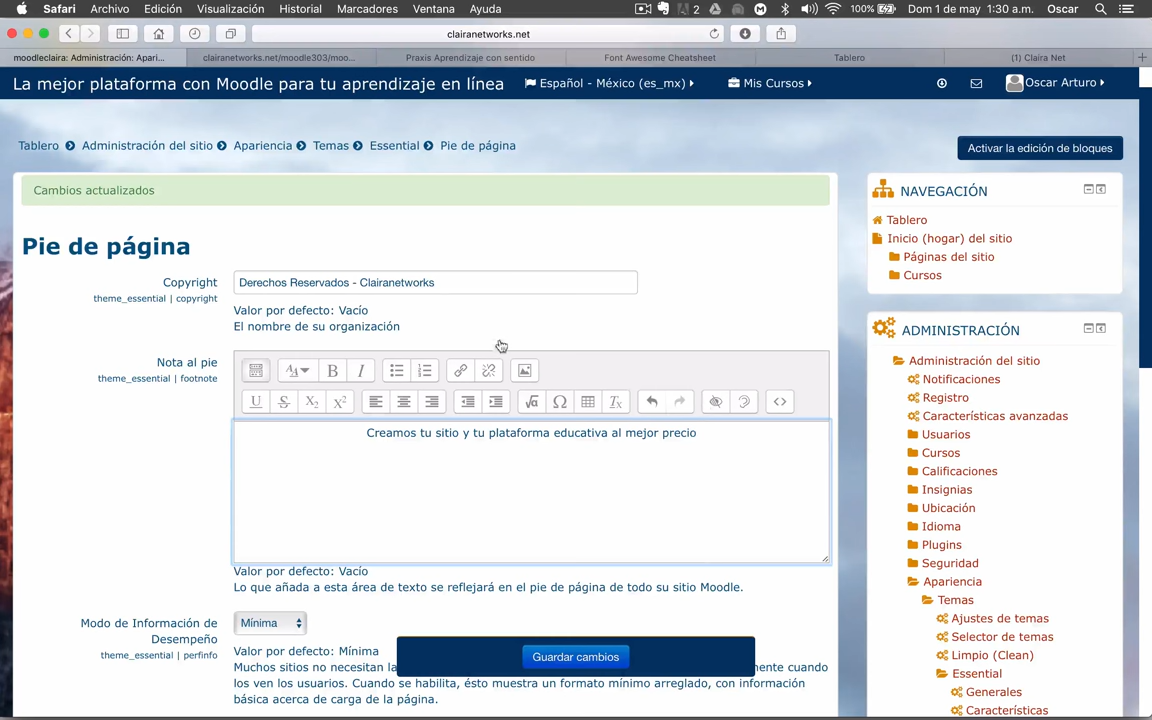 Safari Archivo Edición Visualización Historial Marcadores Ventana Ayuda
2 100% Dom 1 de may 1:30 a.m. Oscar
clairanetworks.net
moodleclaira: Administración: Apari...
clairanetworks.net/moodle303/moo...
Praxis Aprendizaje con sentido
Font Awesome Cheatsheet
Tablero
(1) Claira Net
La mejor plataforma con Moodle para tu aprendizaje en línea
Español - México (es_mx)
Mis Cursos
Oscar Arturo
Tablero Administración del sitio Apariencia Temas Essential Pie de página
Activar la edición de bloques
Cambios actualizados
Pie de página
Copyright
theme_essential | copyright
Derechos Reservados - Clairanetworks
Valor por defecto: Vacío
El nombre de su organización
Nota al pie
theme_essential | footnote
Creamos tu sitio y tu plataforma educativa al mejor precio
Valor por defecto: Vacío
Lo que añada a esta área de texto se reflejará en el pie de página de todo su sitio Moodle.
Modo de Información de
Desempeño
theme_essential | perfinfo
Mínima
Valor por defecto: Mínima
Muchos sitios no necesitan la
mente cuando
los ven los usuarios. Cuando se habilita, ésto muestra un formato mínimo arreglado, con información
básica acerca de carga de la página.
Guardar cambios
NAVEGACIÓN
Tablero
Inicio (hogar) del sitio
Páginas del sitio
Cursos
ADMINISTRACIÓN
Administración del sitio
Notificaciones
Registro
Características avanzadas
Usuarios
Cursos
Calificaciones
Insignias
Ubicación
Idioma
Plugins
Seguridad
Apariencia
Temas
Ajustes de temas
Selector de temas
Limpio (Clean)
Essential
Generales
Características